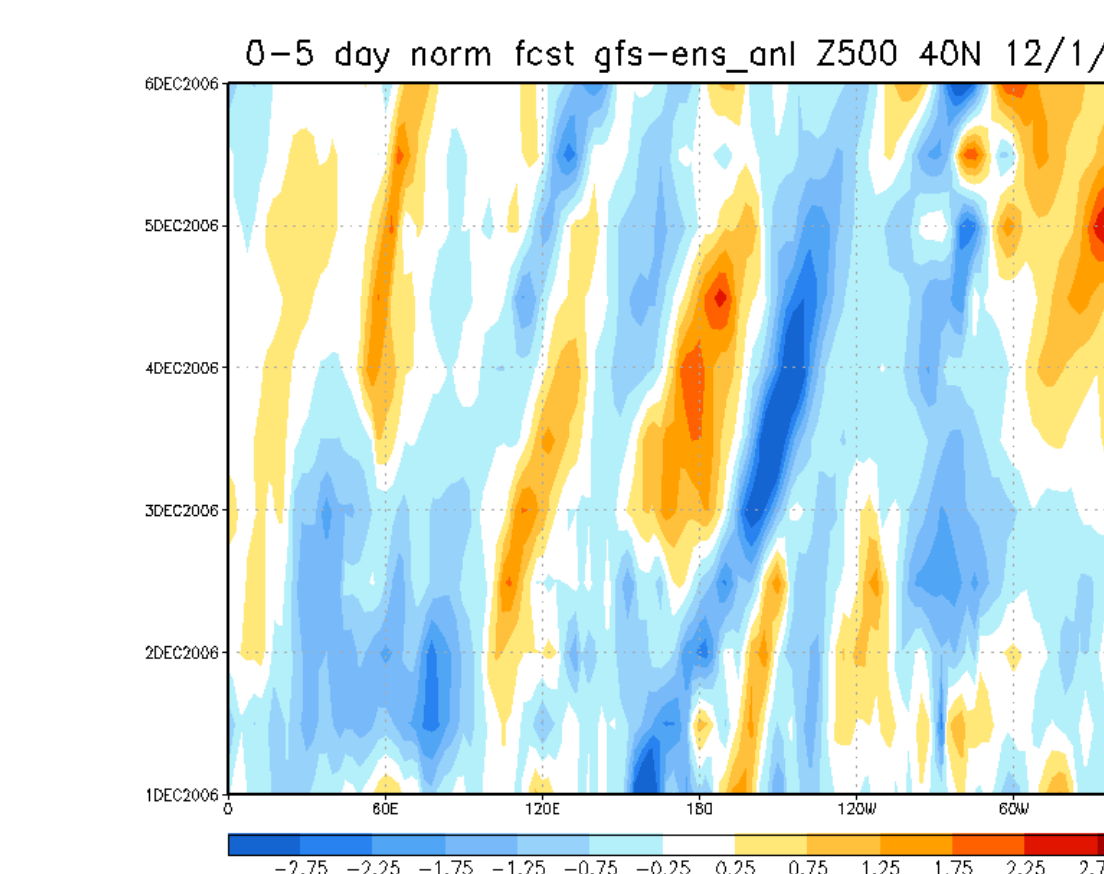 0-5 day norm fcst gfs-ens_anl Z500 40N 12/1/
6DEC2006
5DEC2006
4DEC2006
3DEC2006
2DEC2006
1DEC2006
0 60E 120E 180 120W 60W
-2.75 -2.25 -1.75 -1.25 -0.75 -0.25 0.25 0.75 1.25 1.75 2.25 2.7